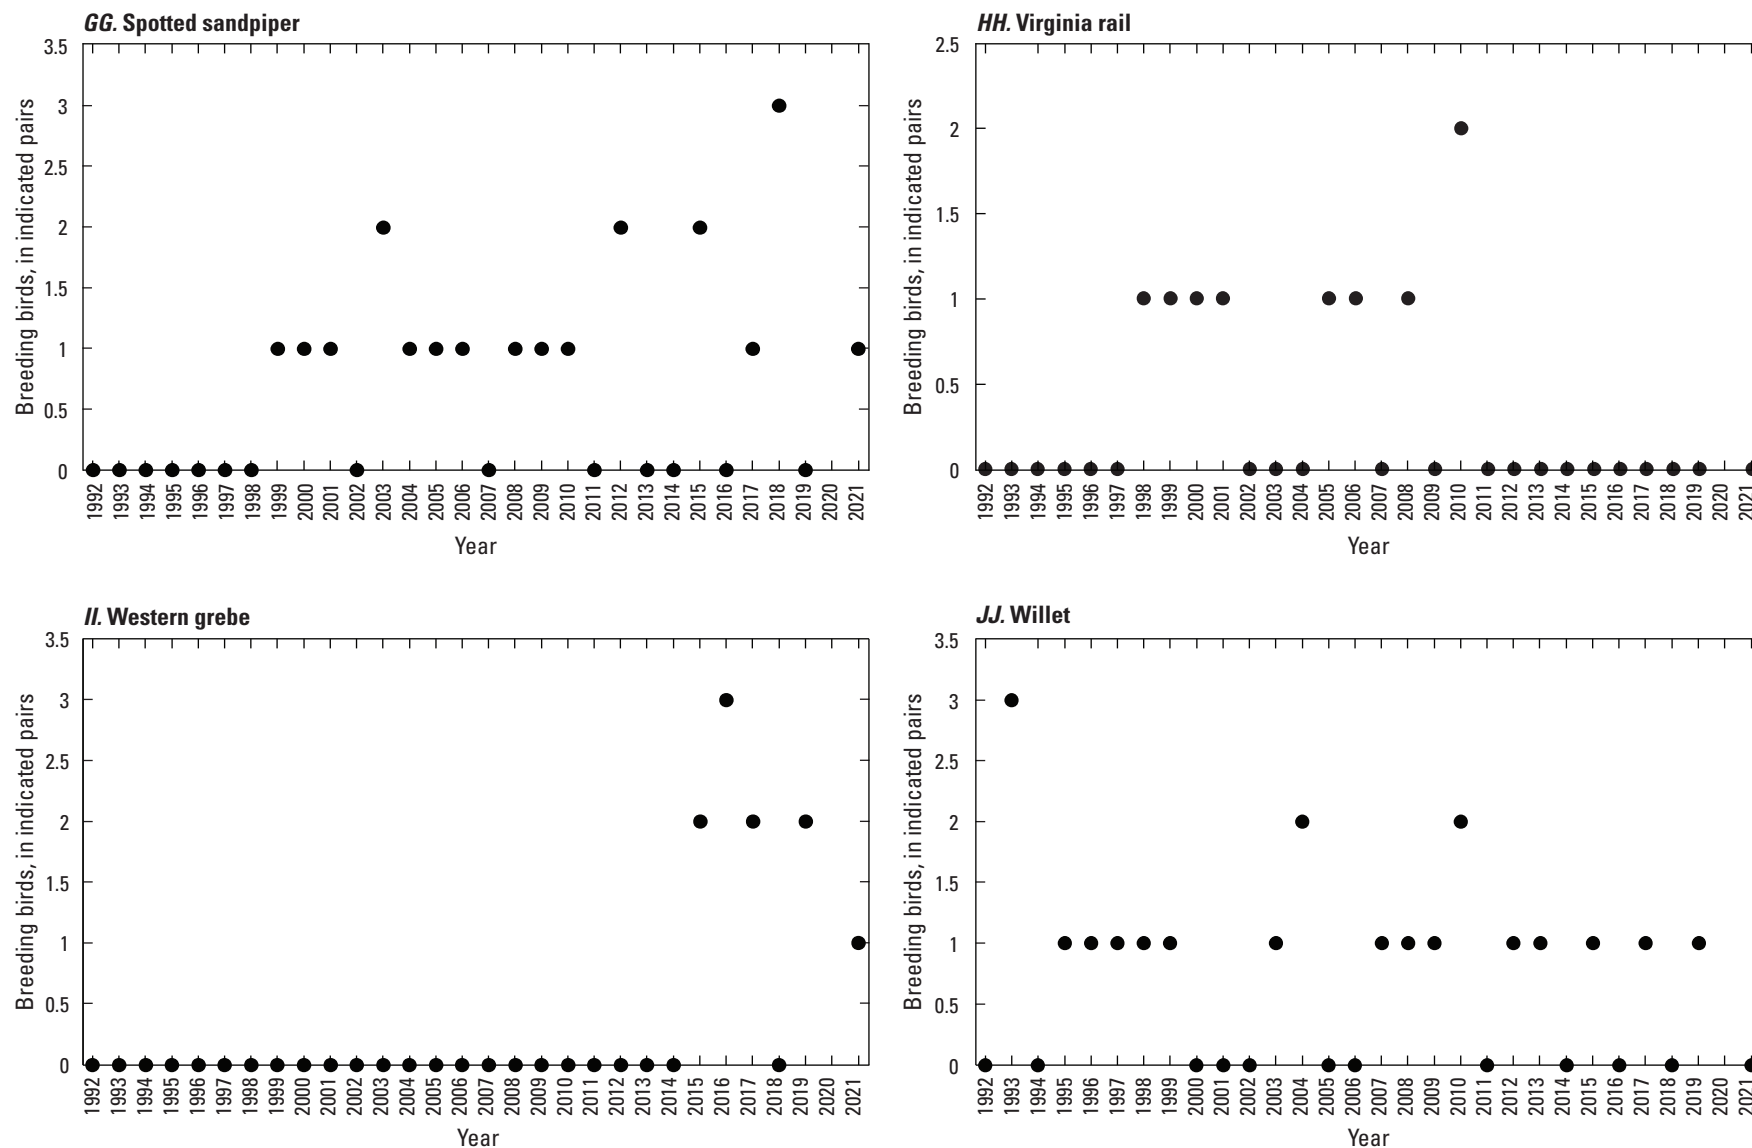 GG. Spotted sandpiper
3.5
3
2.5
2
1.5
1
0.5
0
Breeding birds, in indicated pairs
1992 1993 1994 1995 1996 1997 1998 1999 2000 2001 2002 2003 2004 2005 2006 2007 2008 2009 2010 2011 2012 2013 2014 2015 2016 2017 2018 2019 2020 2021
Year
HH. Virginia rail
2.5
2
1.5
1
0.5
0
Breeding birds, in indicated pairs
1992 1993 1994 1995 1996 1997 1998 1999 2000 2001 2002 2003 2004 2005 2006 2007 2008 2009 2010 2011 2012 2013 2014 2015 2016 2017 2018 2019 2020 2021
Year
II. Western grebe
3.5
3
2.5
2
1.5
1
0.5
0
Breeding birds, in indicated pairs
1992 1993 1994 1995 1996 1997 1998 1999 2000 2001 2002 2003 2004 2005 2006 2007 2008 2009 2010 2011 2012 2013 2014 2015 2016 2017 2018 2019 2020 2021
Year
JJ. Willet
3.5
3
2.5
2
1.5
1
0.5
0
Breeding birds, in indicated pairs
1992 1993 1994 1995 1996 1997 1998 1999 2000 2001 2002 2003 2004 2005 2006 2007 2008 2009 2010 2011 2012 2013 2014 2015 2016 2017 2018 2019 2020 2021
Year